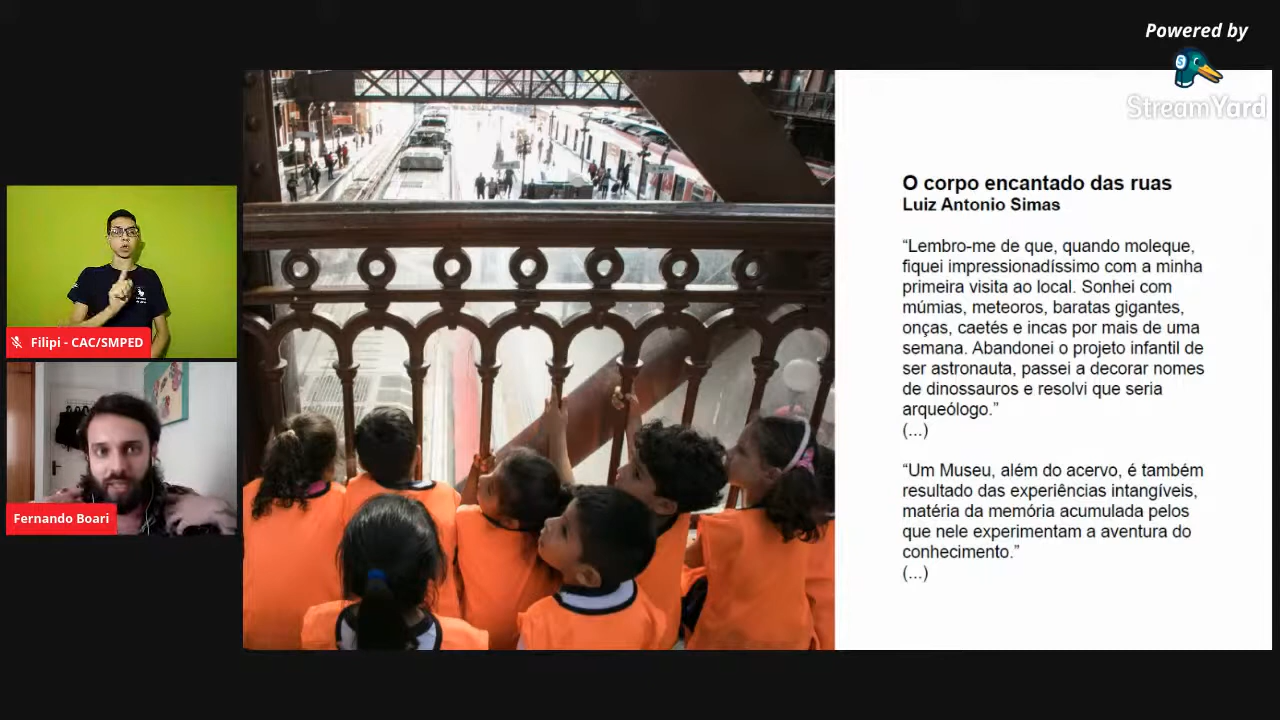 Powered by
StreamYard
Filipi - CAC/SMPED
Fernando Boari
O corpo encantado das ruas
Luiz Antonio Simas
“Lembro-me de que, quando moleque,
fiquei impressionadíssimo com a minha
primeira visita ao local. Sonhei com
múmias, meteoros, baratas gigantes,
onças, caetés e incas por mais de uma
semana. Abandonei o projeto infantil de
ser astronauta, passei a decorar nomes
de dinossauros e resolvi que seria
arqueólogo.”
(...)
“Um Museu, além do acervo, é também
resultado das experiências intangíveis,
matéria da memória acumulada pelos
que nele experimentam a aventura do
conhecimento.”
(...)